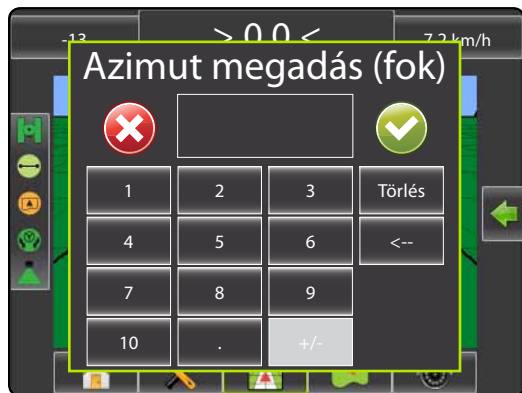 -13 > 0 0 < 7.2 km/h
Azimut megadás (fok)
1 2 3 Törlés
4 5 6 <--
7 8 9
10 . +/-